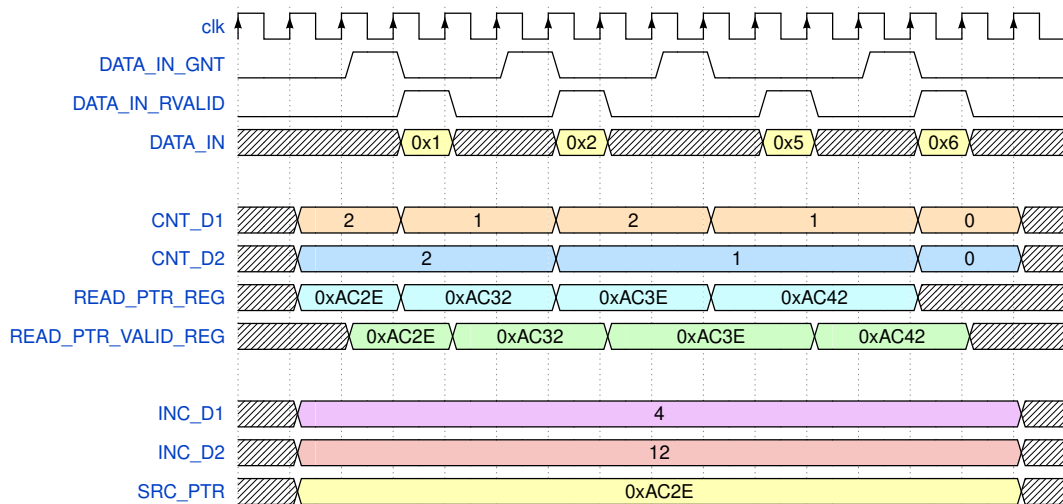 clk
DATA_IN_GNT
DATA_IN_RVALID
DATA_IN 0x1 0x2 0x5 0x6
CNT_D1 2 1 2 1 0
CNT_D2 2 1 0
READ_PTR_REG 0xAC2E 0xAC32 0xAC3E 0xAC42
READ_PTR_VALID_REG 0xAC2E 0xAC32 0xAC3E 0xAC42
INC_D1 4
INC_D2 12
SRC_PTR 0xAC2E